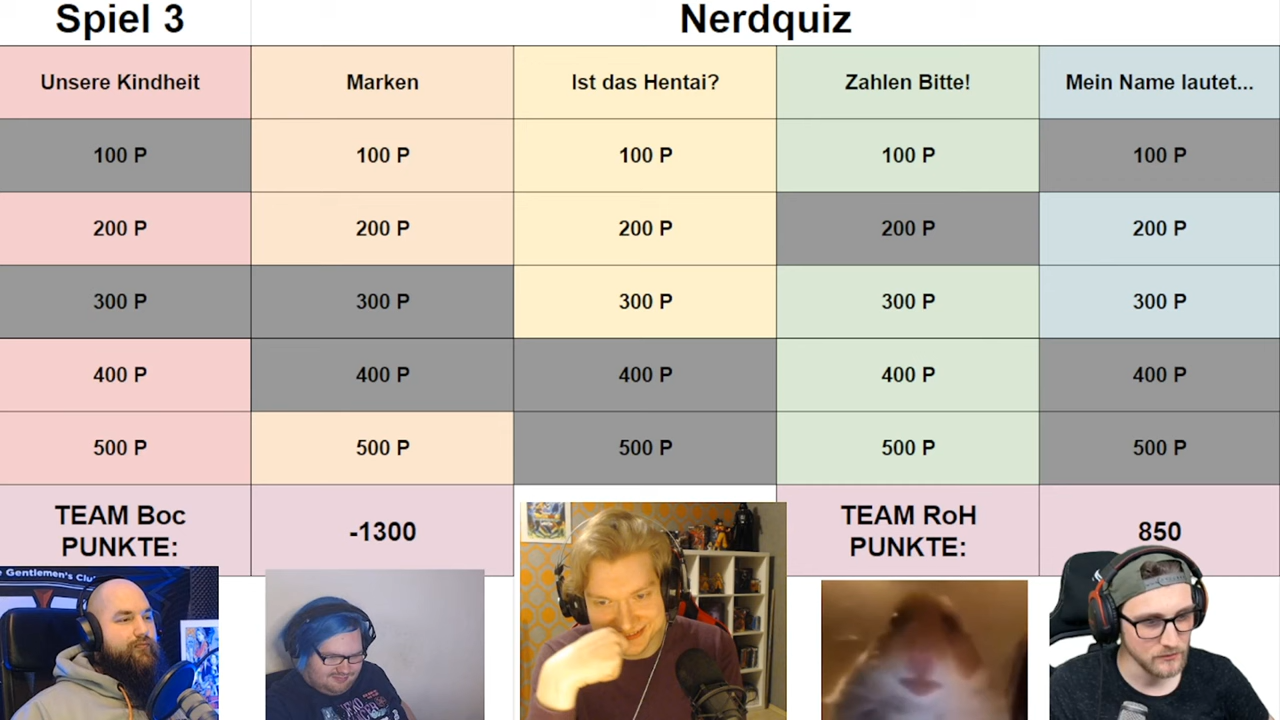 Spiel 3
Nerdquiz
Unsere Kindheit
Marken
Ist das Hentai?
Zahlen Bitte!
Mein Name lautet...
100 P
100 P
100 P
100 P
100 P
200 P
200 P
200 P
200 P
200 P
300 P
300 P
300 P
300 P
300 P
400 P
400 P
400 P
400 P
400 P
500 P
500 P
500 P
500 P
500 P
TEAM Boc
PUNKTE:
-1300
TEAM RoH
PUNKTE:
850
Gentlemen's